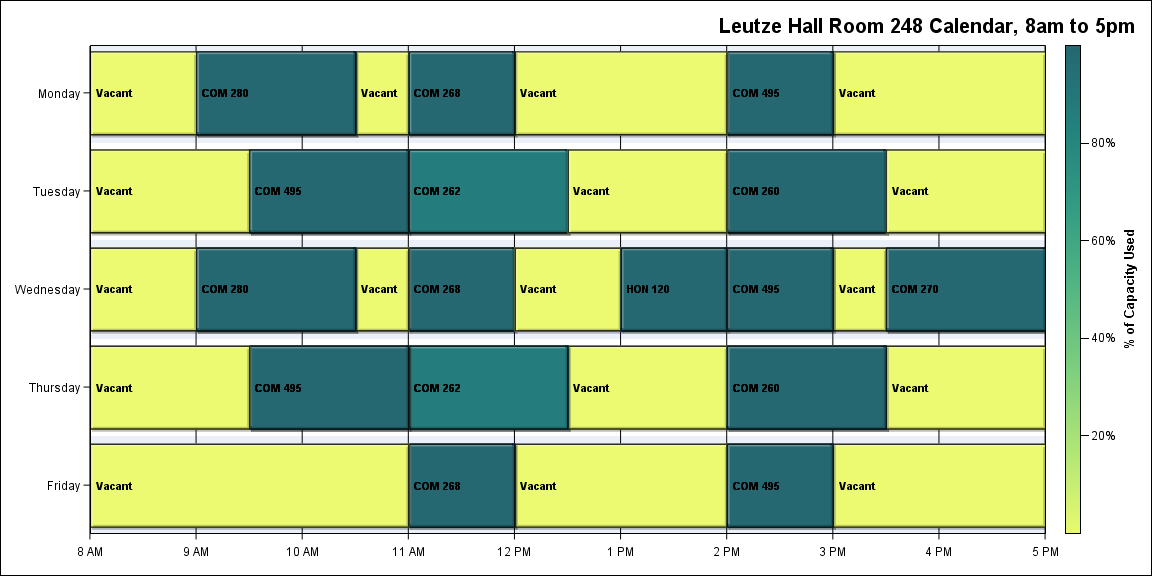 Leutze Hall Room 248 Calendar, 8am to 5pm
Monday
Vacant COM 280 Vacant COM 268 Vacant COM 495 Vacant
80%
Tuesday
Vacant COM 495 COM 262 Vacant COM 260 Vacant
60%
Wednesday
Vacant COM 280 Vacant COM 268 Vacant HON 120 COM 495 Vacant COM 270
% of Capacity Used
40%
Thursday
Vacant COM 495 COM 262 Vacant COM 260 Vacant
20%
Friday
Vacant COM 268 Vacant COM 495 Vacant
8 AM 9 AM 10 AM 11 AM 12 PM 1 PM 2 PM 3 PM 4 PM 5 PM